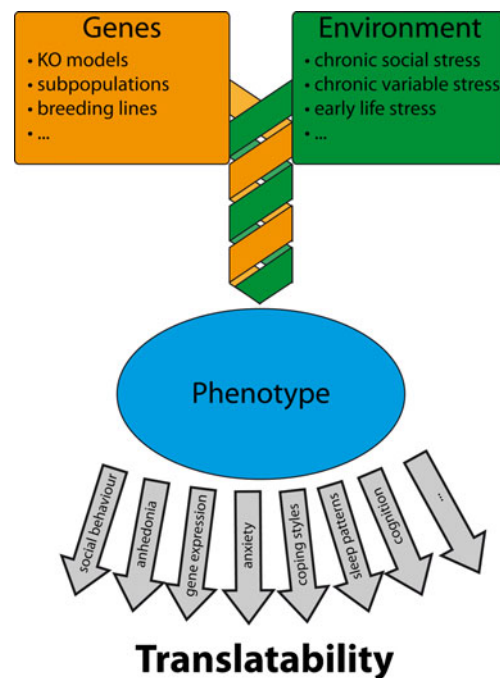 Genes
• KO models
• subpopulations
• breeding lines
• ...
Environment
• chronic social stress
• chronic variable stress
• early life stress
• ...
Phenotype
social behaviour
anhedonia
gene expression
anxiety
coping styles
sleep patterns
cognition
...
Translatability